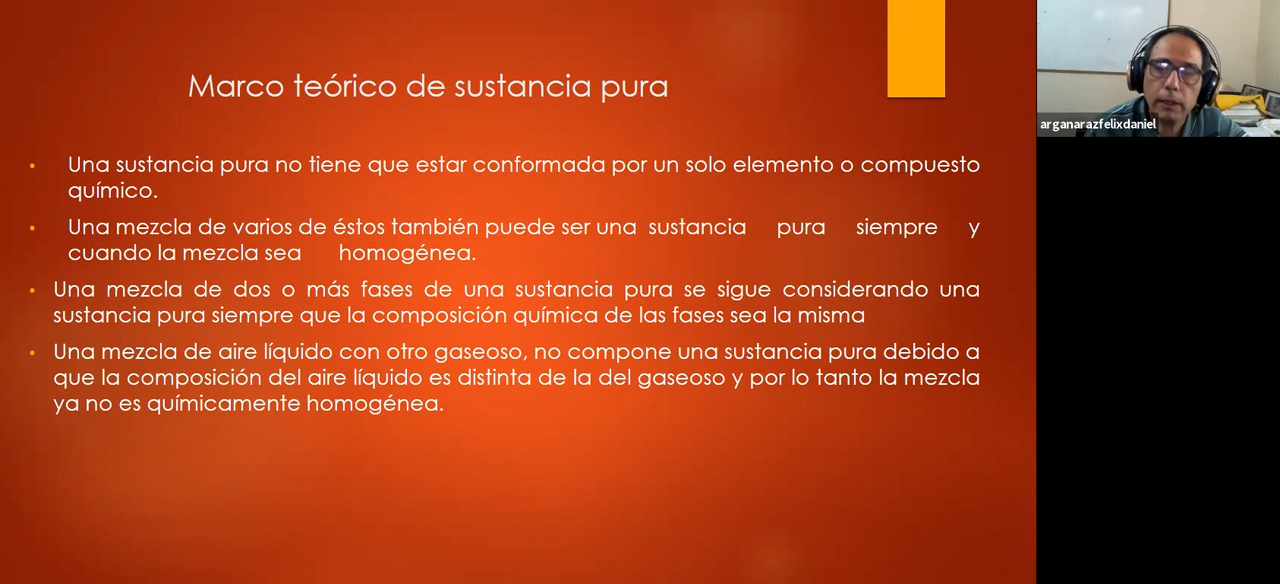 Marco teórico de sustancia pura
• Una sustancia pura no tiene que estar conformada por un solo elemento o compuesto
químico.
• Una mezcla de varios de éstos también puede ser una sustancia pura siempre y
cuando la mezcla sea homogénea.
• Una mezcla de dos o más fases de una sustancia pura se sigue considerando una
sustancia pura siempre que la composición química de las fases sea la misma
• Una mezcla de aire líquido con otro gaseoso, no compone una sustancia pura debido a
que la composición del aire líquido es distinta de la del gaseoso y por lo tanto la mezcla
ya no es químicamente homogénea.
arganarazfelixdaniel